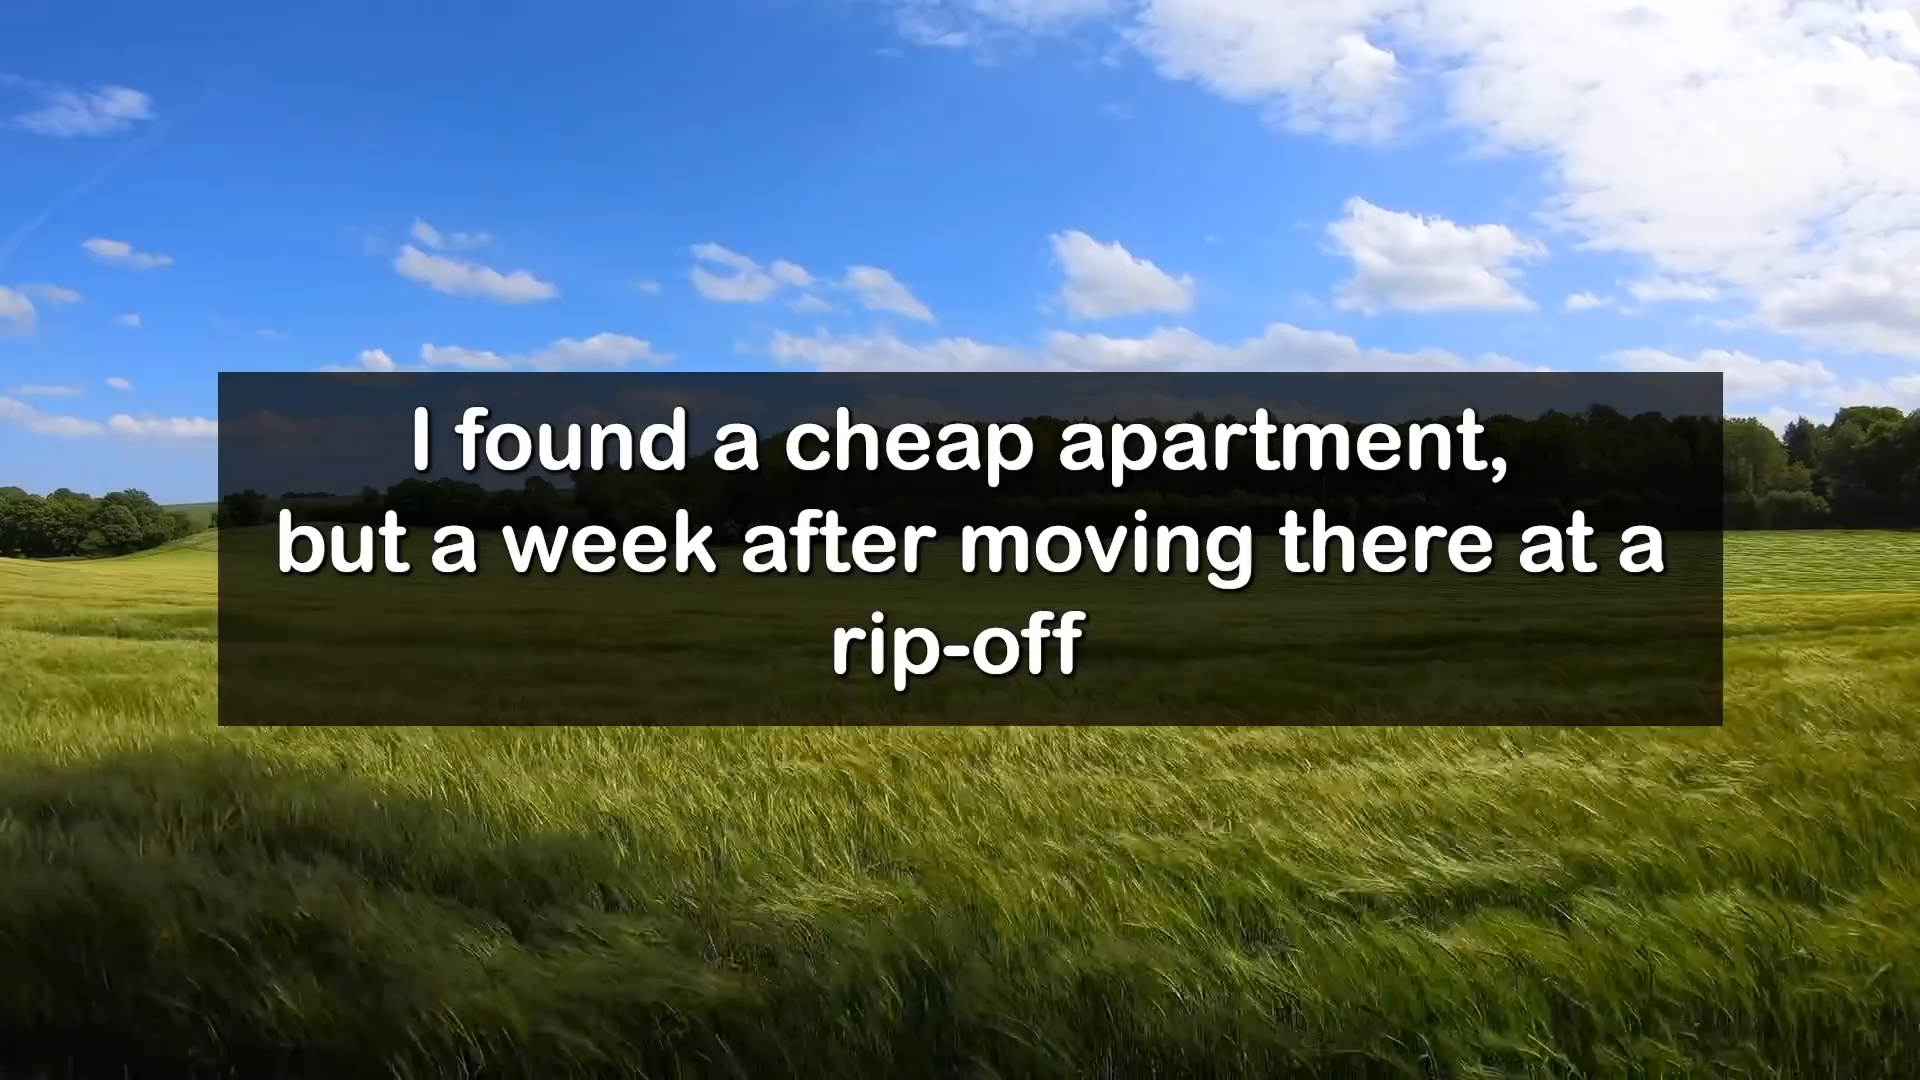 I found a cheap apartment,
but a week after moving there at a
rip-off